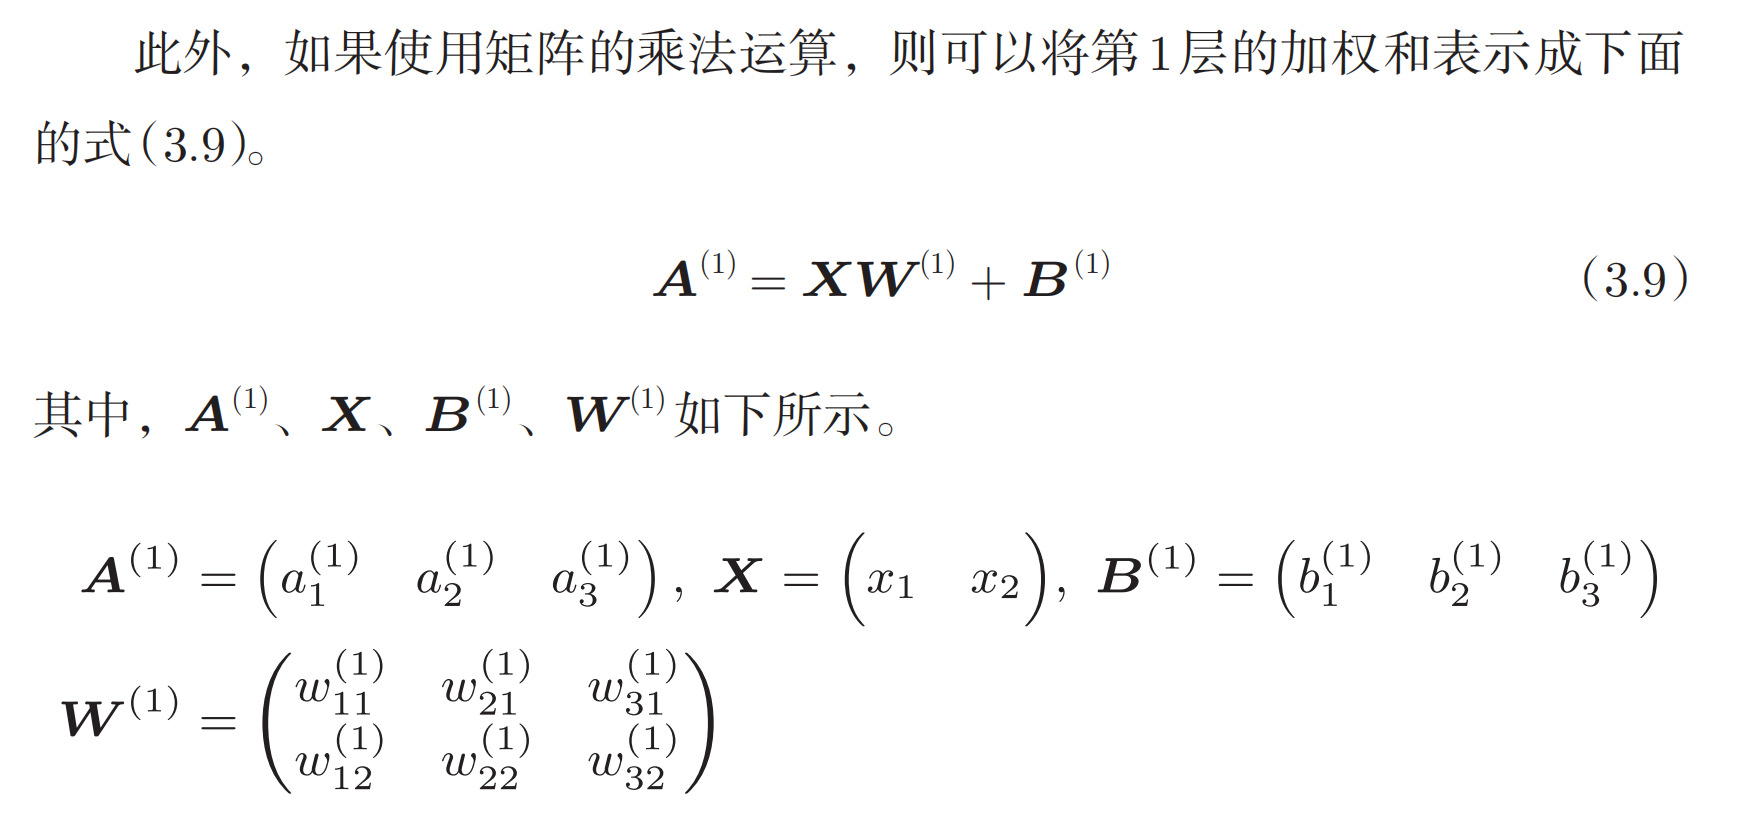 此外，如果使用矩阵的乘法运算，则可以将第1层的加权和表示成下面
的式(3.9)。
$\boldsymbol{A}^{(1)} = \boldsymbol{X}\boldsymbol{W}^{(1)} + \boldsymbol{B}^{(1)}$ (3.9)
其中，$\boldsymbol{A}^{(1)}$、$\boldsymbol{X}$、$\boldsymbol{B}^{(1)}$、$\boldsymbol{W}^{(1)}$如下所示。
$\boldsymbol{A}^{(1)} = \begin{pmatrix} a_1^{(1)} & a_2^{(1)} & a_3^{(1)} \end{pmatrix}, \boldsymbol{X} = \begin{pmatrix} x_1 & x_2 \end{pmatrix}, \boldsymbol{B}^{(1)} = \begin{pmatrix} b_1^{(1)} & b_2^{(1)} & b_3^{(1)} \end{pmatrix}$
$\boldsymbol{W}^{(1)} = \begin{pmatrix} w_{11}^{(1)} & w_{21}^{(1)} & w_{31}^{(1)} \\ w_{12}^{(1)} & w_{22}^{(1)} & w_{32}^{(1)} \end{pmatrix}$